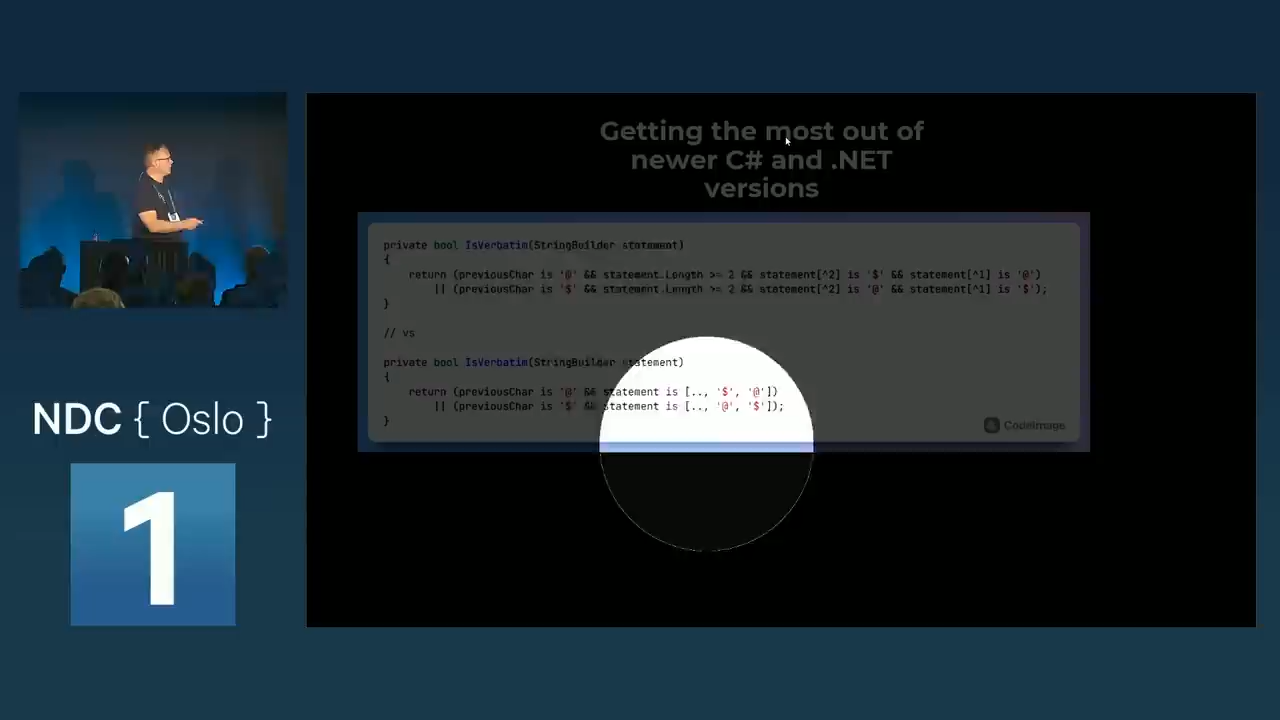 Getting the most out of
newer C# and .NET
versions
private bool IsVerbatim(StringBuilder statement)
{
return (previousChar is '@' && statement.Length >= 2 && statement[^2] is '$' && statement[^1] is '@')
|| (previousChar is '$' && statement.Length >= 2 && statement[^2] is '@' && statement[^1] is '$');
}
// vs
private bool IsVerbatim(StringBuilder statement)
{
return (previousChar is '@' && statement is [.., '$', '@'])
|| (previousChar is '$' && statement is [.., '@', '$']);
}
CodeImage
NDC { Oslo }
1